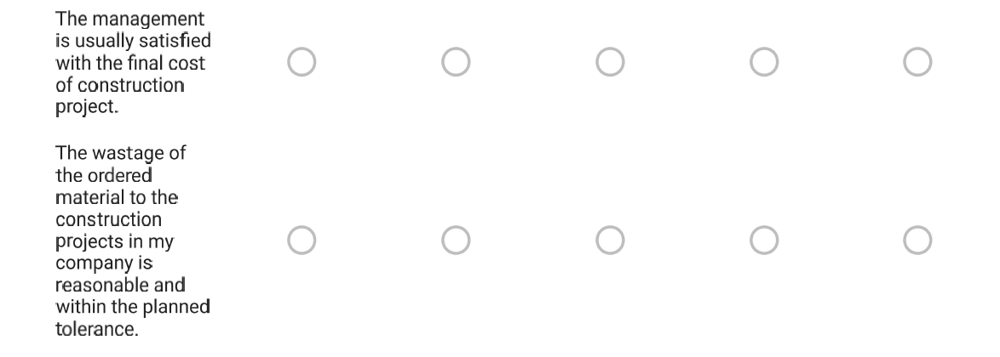 The management
is usually satisfied
with the final cost
of construction
project.
The wastage of
the ordered
material to the
construction
projects in my
company is
reasonable and
within the planned
tolerance.